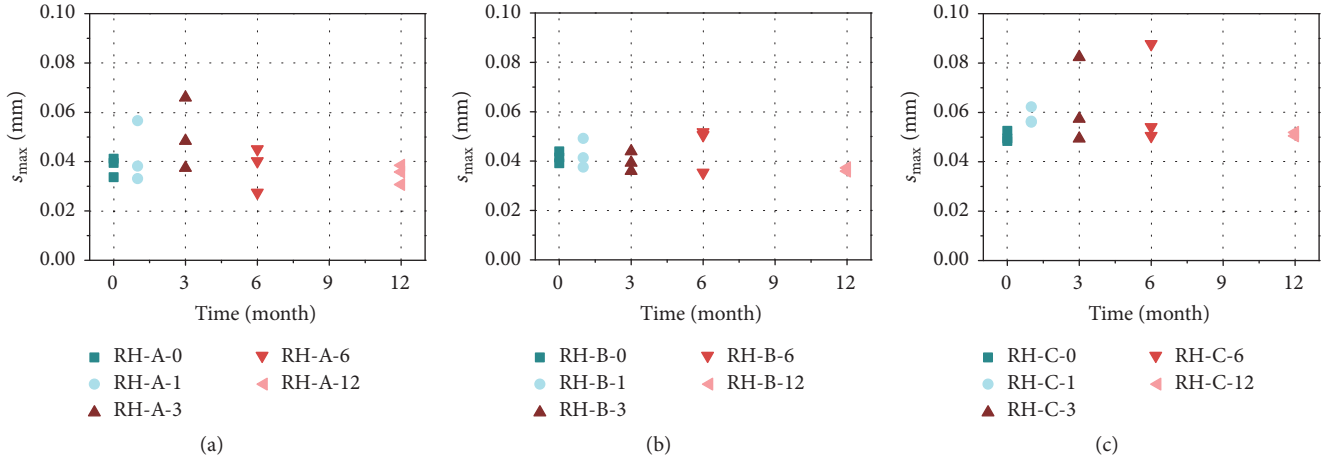 0.10
0.08
0.06
0.04
0.02
0.00
s_max (mm)
0 3 6 9 12
Time (month)
RH-A-0 RH-A-6
RH-A-1 RH-A-12
RH-A-3
(a)
0.10
0.08
0.06
0.04
0.02
0.00
s_max (mm)
0 3 6 9 12
Time (month)
RH-B-0 RH-B-6
RH-B-1 RH-B-12
RH-B-3
(b)
0.10
0.08
0.06
0.04
0.02
0.00
s_max (mm)
0 3 6 9 12
Time (month)
RH-C-0 RH-C-6
RH-C-1 RH-C-12
RH-C-3
(c)